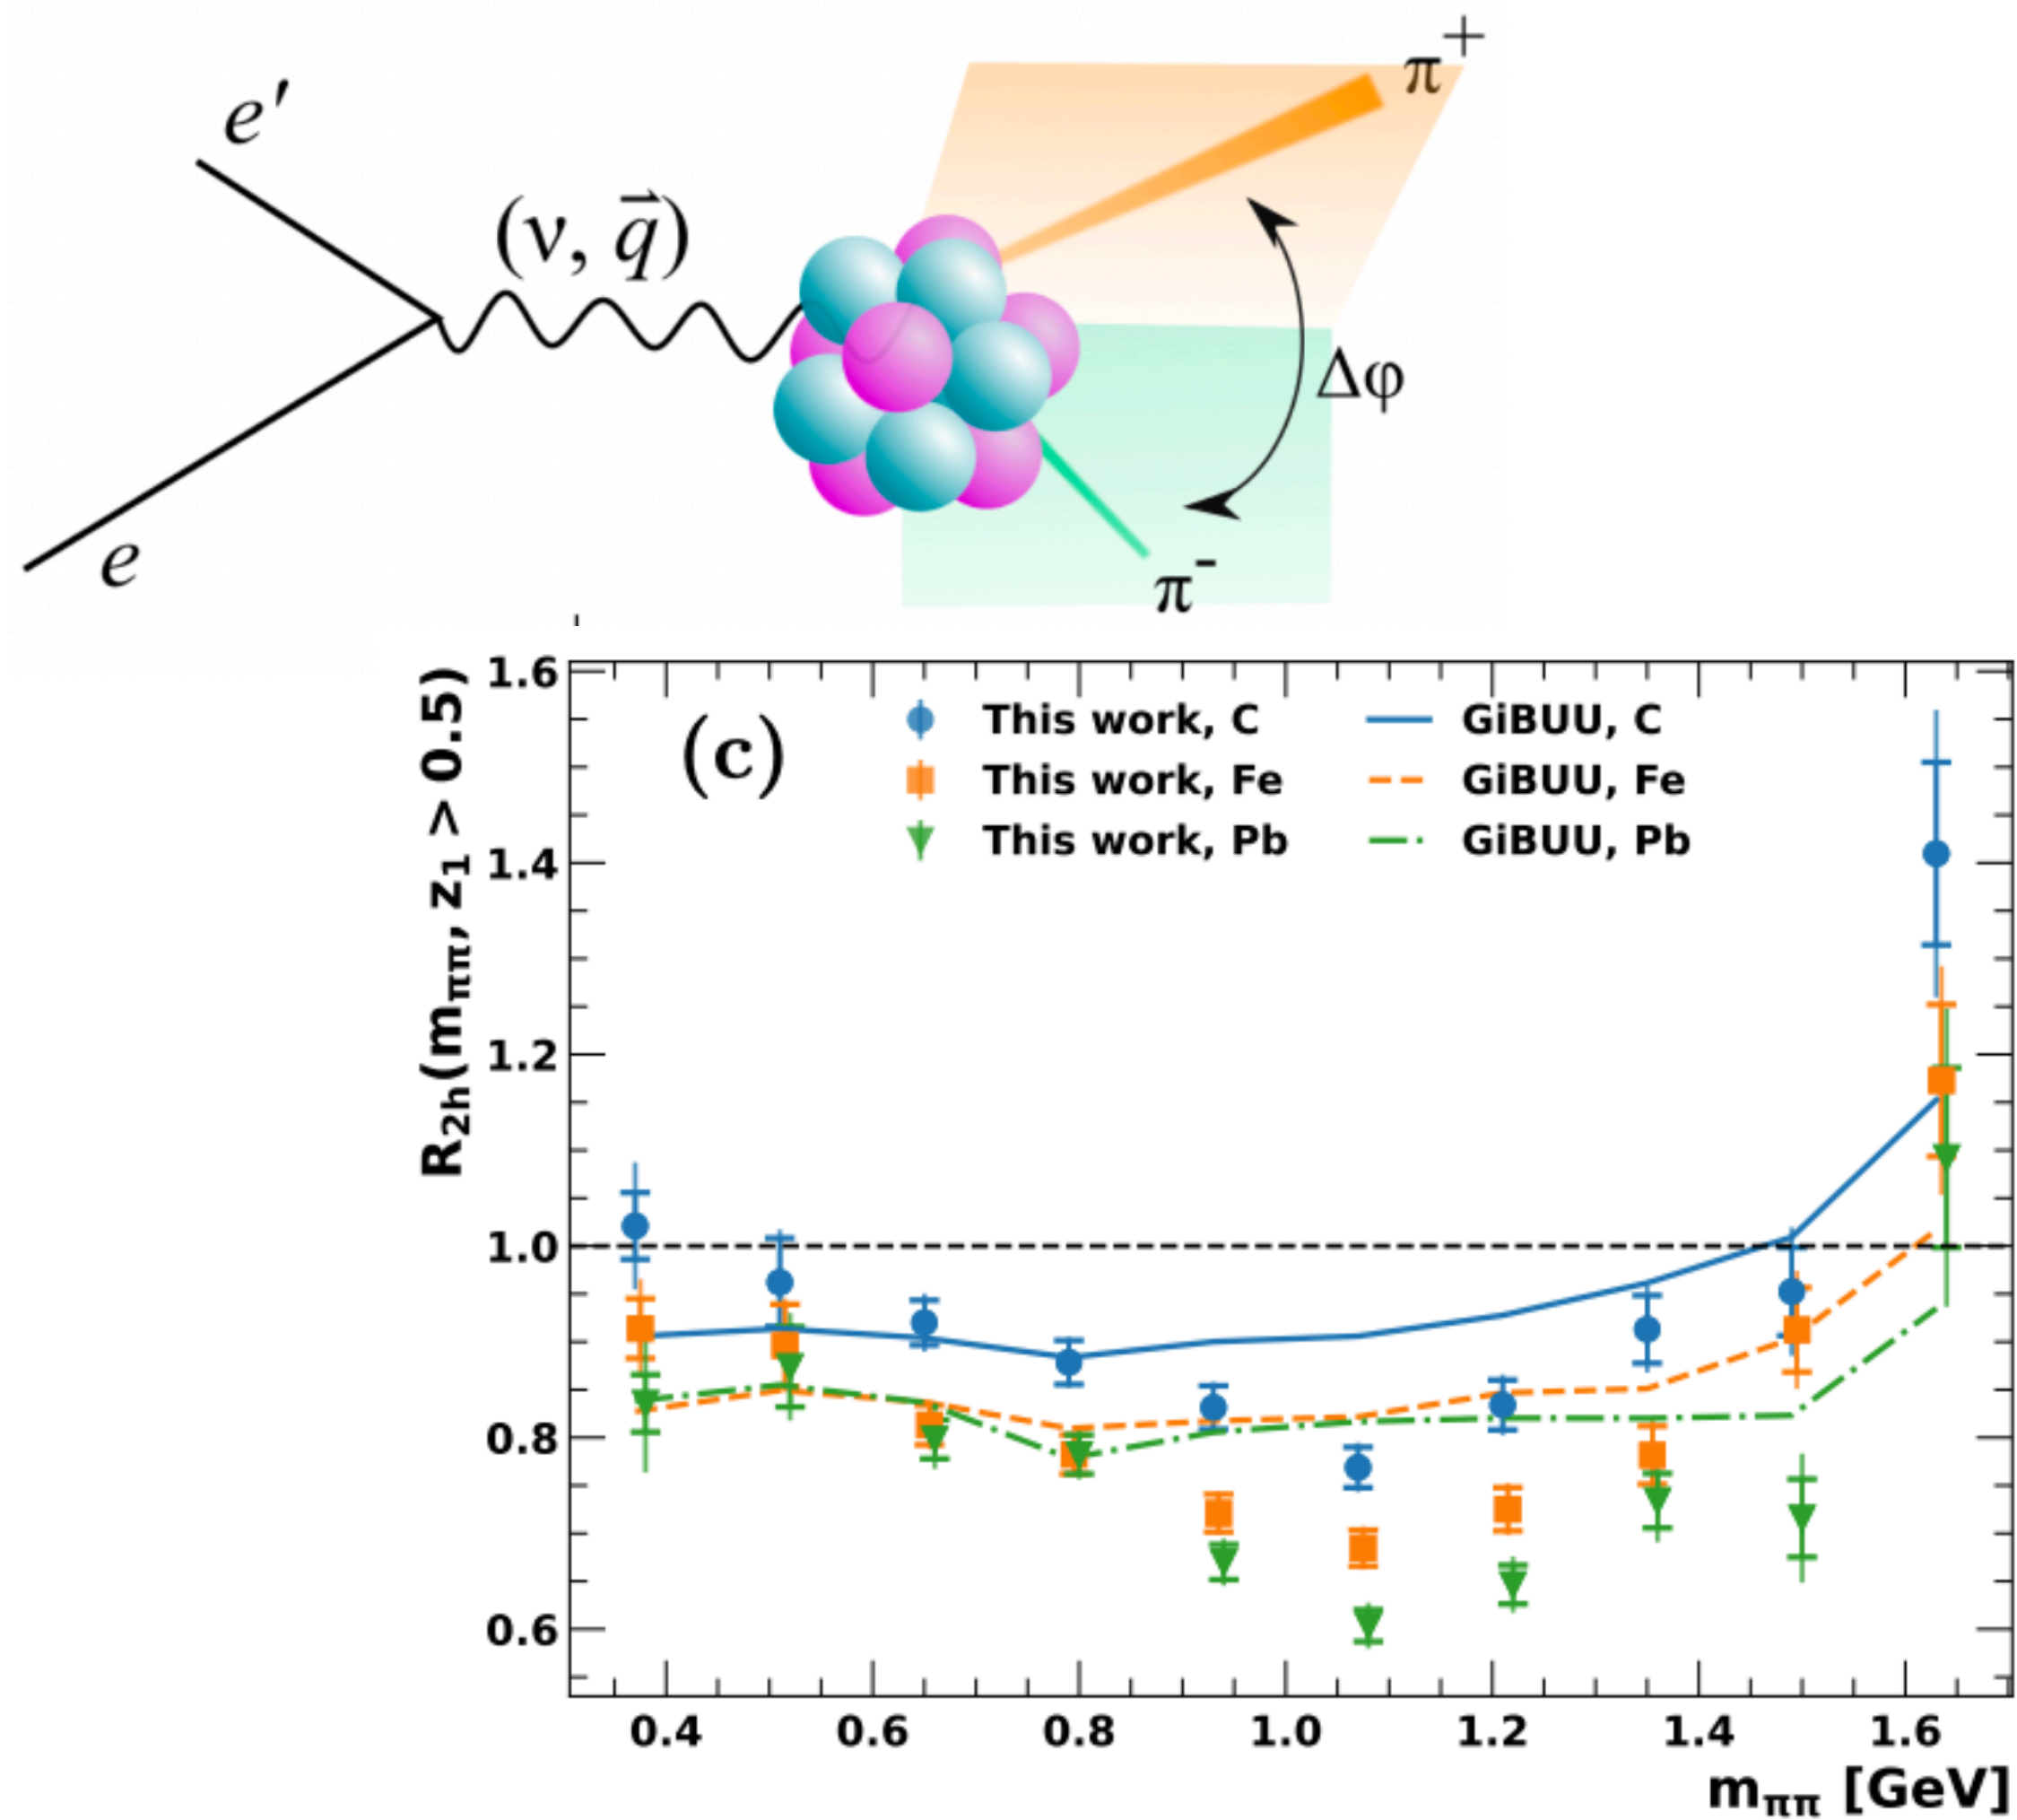 e′
(ν, q⃗)
e
π⁺
Δφ
π⁻
R₂ₕ(m_ππ, z₁ > 0.5)
(c)
This work, C
GiBUU, C
This work, Fe
GiBUU, Fe
This work, Pb
GiBUU, Pb
1.6
1.4
1.2
1.0
0.8
0.6
0.4 0.6 0.8 1.0 1.2 1.4 1.6
m_ππ [GeV]